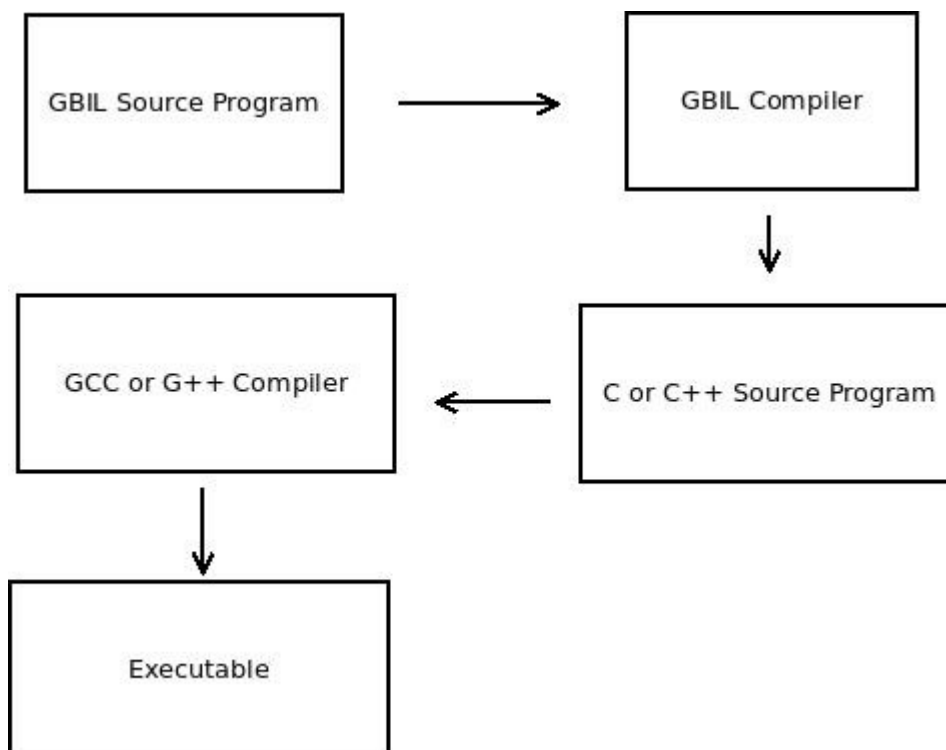 GBIL Source Program
GBIL Compiler
C or C++ Source Program
GCC or G++ Compiler
Executable